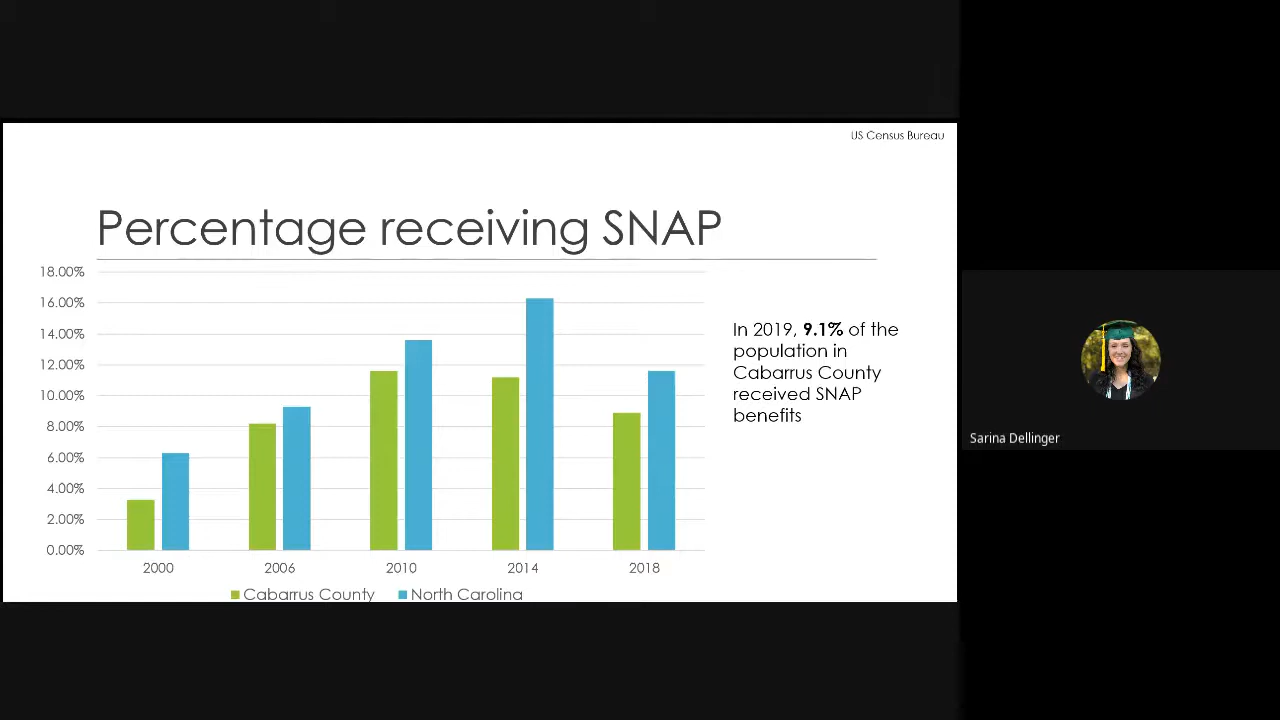 US Census Bureau
Percentage receiving SNAP
18.00%
16.00%
14.00%
12.00%
10.00%
8.00%
6.00%
4.00%
2.00%
0.00%
2000 2006 2010 2014 2018
Cabarrus County North Carolina
In 2019, 9.1% of the
population in
Cabarrus County
received SNAP
benefits
Sarina Dellinger